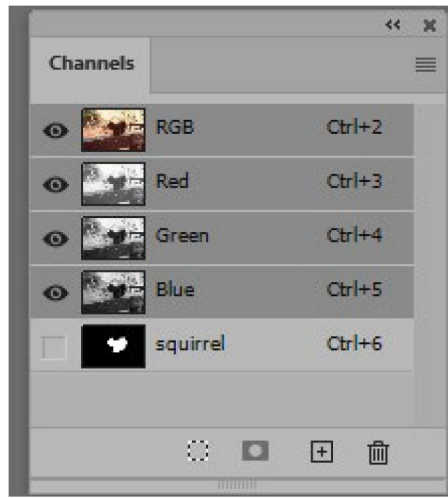 Channels
RGB Ctrl+2
Red Ctrl+3
Green Ctrl+4
Blue Ctrl+5
squirrel Ctrl+6